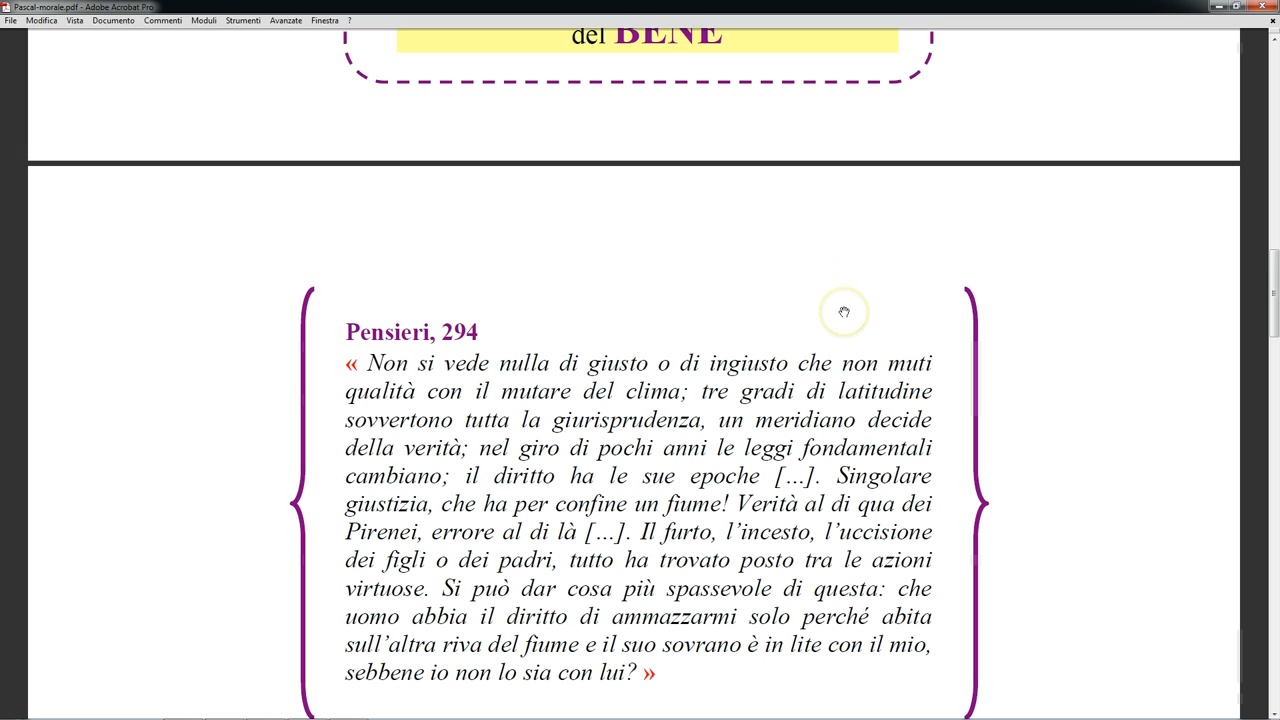 Pascal-morale.pdf - Adobe Acrobat Pro
File Modifica Vista Documento Commenti Moduli Strumenti Avanzate Finestra ?
del BENE
Pensieri, 294
« Non si vede nulla di giusto o di ingiusto che non muti
qualità con il mutare del clima; tre gradi di latitudine
sovvertono tutta la giurisprudenza, un meridiano decide
della verità; nel giro di pochi anni le leggi fondamentali
cambiano; il diritto ha le sue epoche […]. Singolare
giustizia, che ha per confine un fiume! Verità al di qua dei
Pirenei, errore al di là […]. Il furto, l’incesto, l’uccisione
dei figli o dei padri, tutto ha trovato posto tra le azioni
virtuose. Si può dar cosa più spassevole di questa: che
uomo abbia il diritto di ammazzarmi solo perché abita
sull’altra riva del fiume e il suo sovrano è in lite con il mio,
sebbene io non lo sia con lui? »